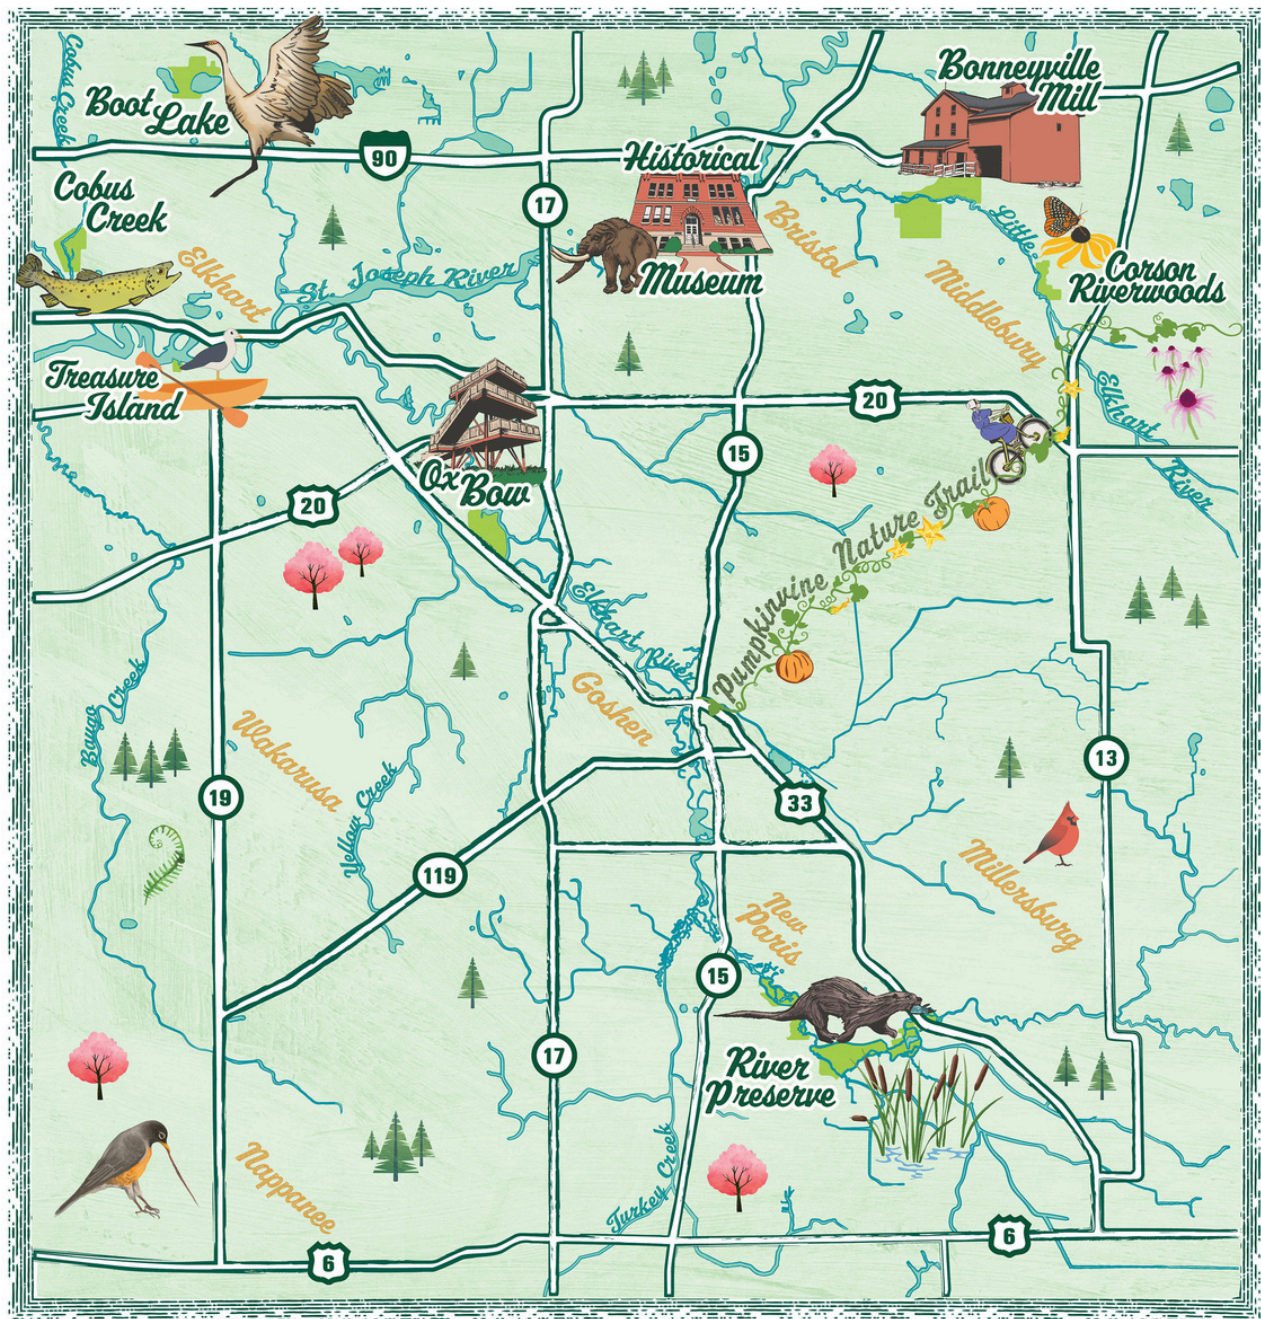 Cobus Creek
Boot
Lake
90
Bonneyville
Mill
Historical
Museum
17
Cobus
Creek
Elkhart
St. Joseph River
Bristol
Little
Middlebury
Corson
Riverwoods
Elkhart
River
Treasure
Island
20
15
Ox Bow
20
Pumpkinvine Nature Trail
Elkhart River
Goshen
Baugo Creek
Wakarusa
19
Yellow Creek
13
33
119
Millersburg
New
Paris
15
17
River
Preserve
Nappanee
Turkey Creek
6
6